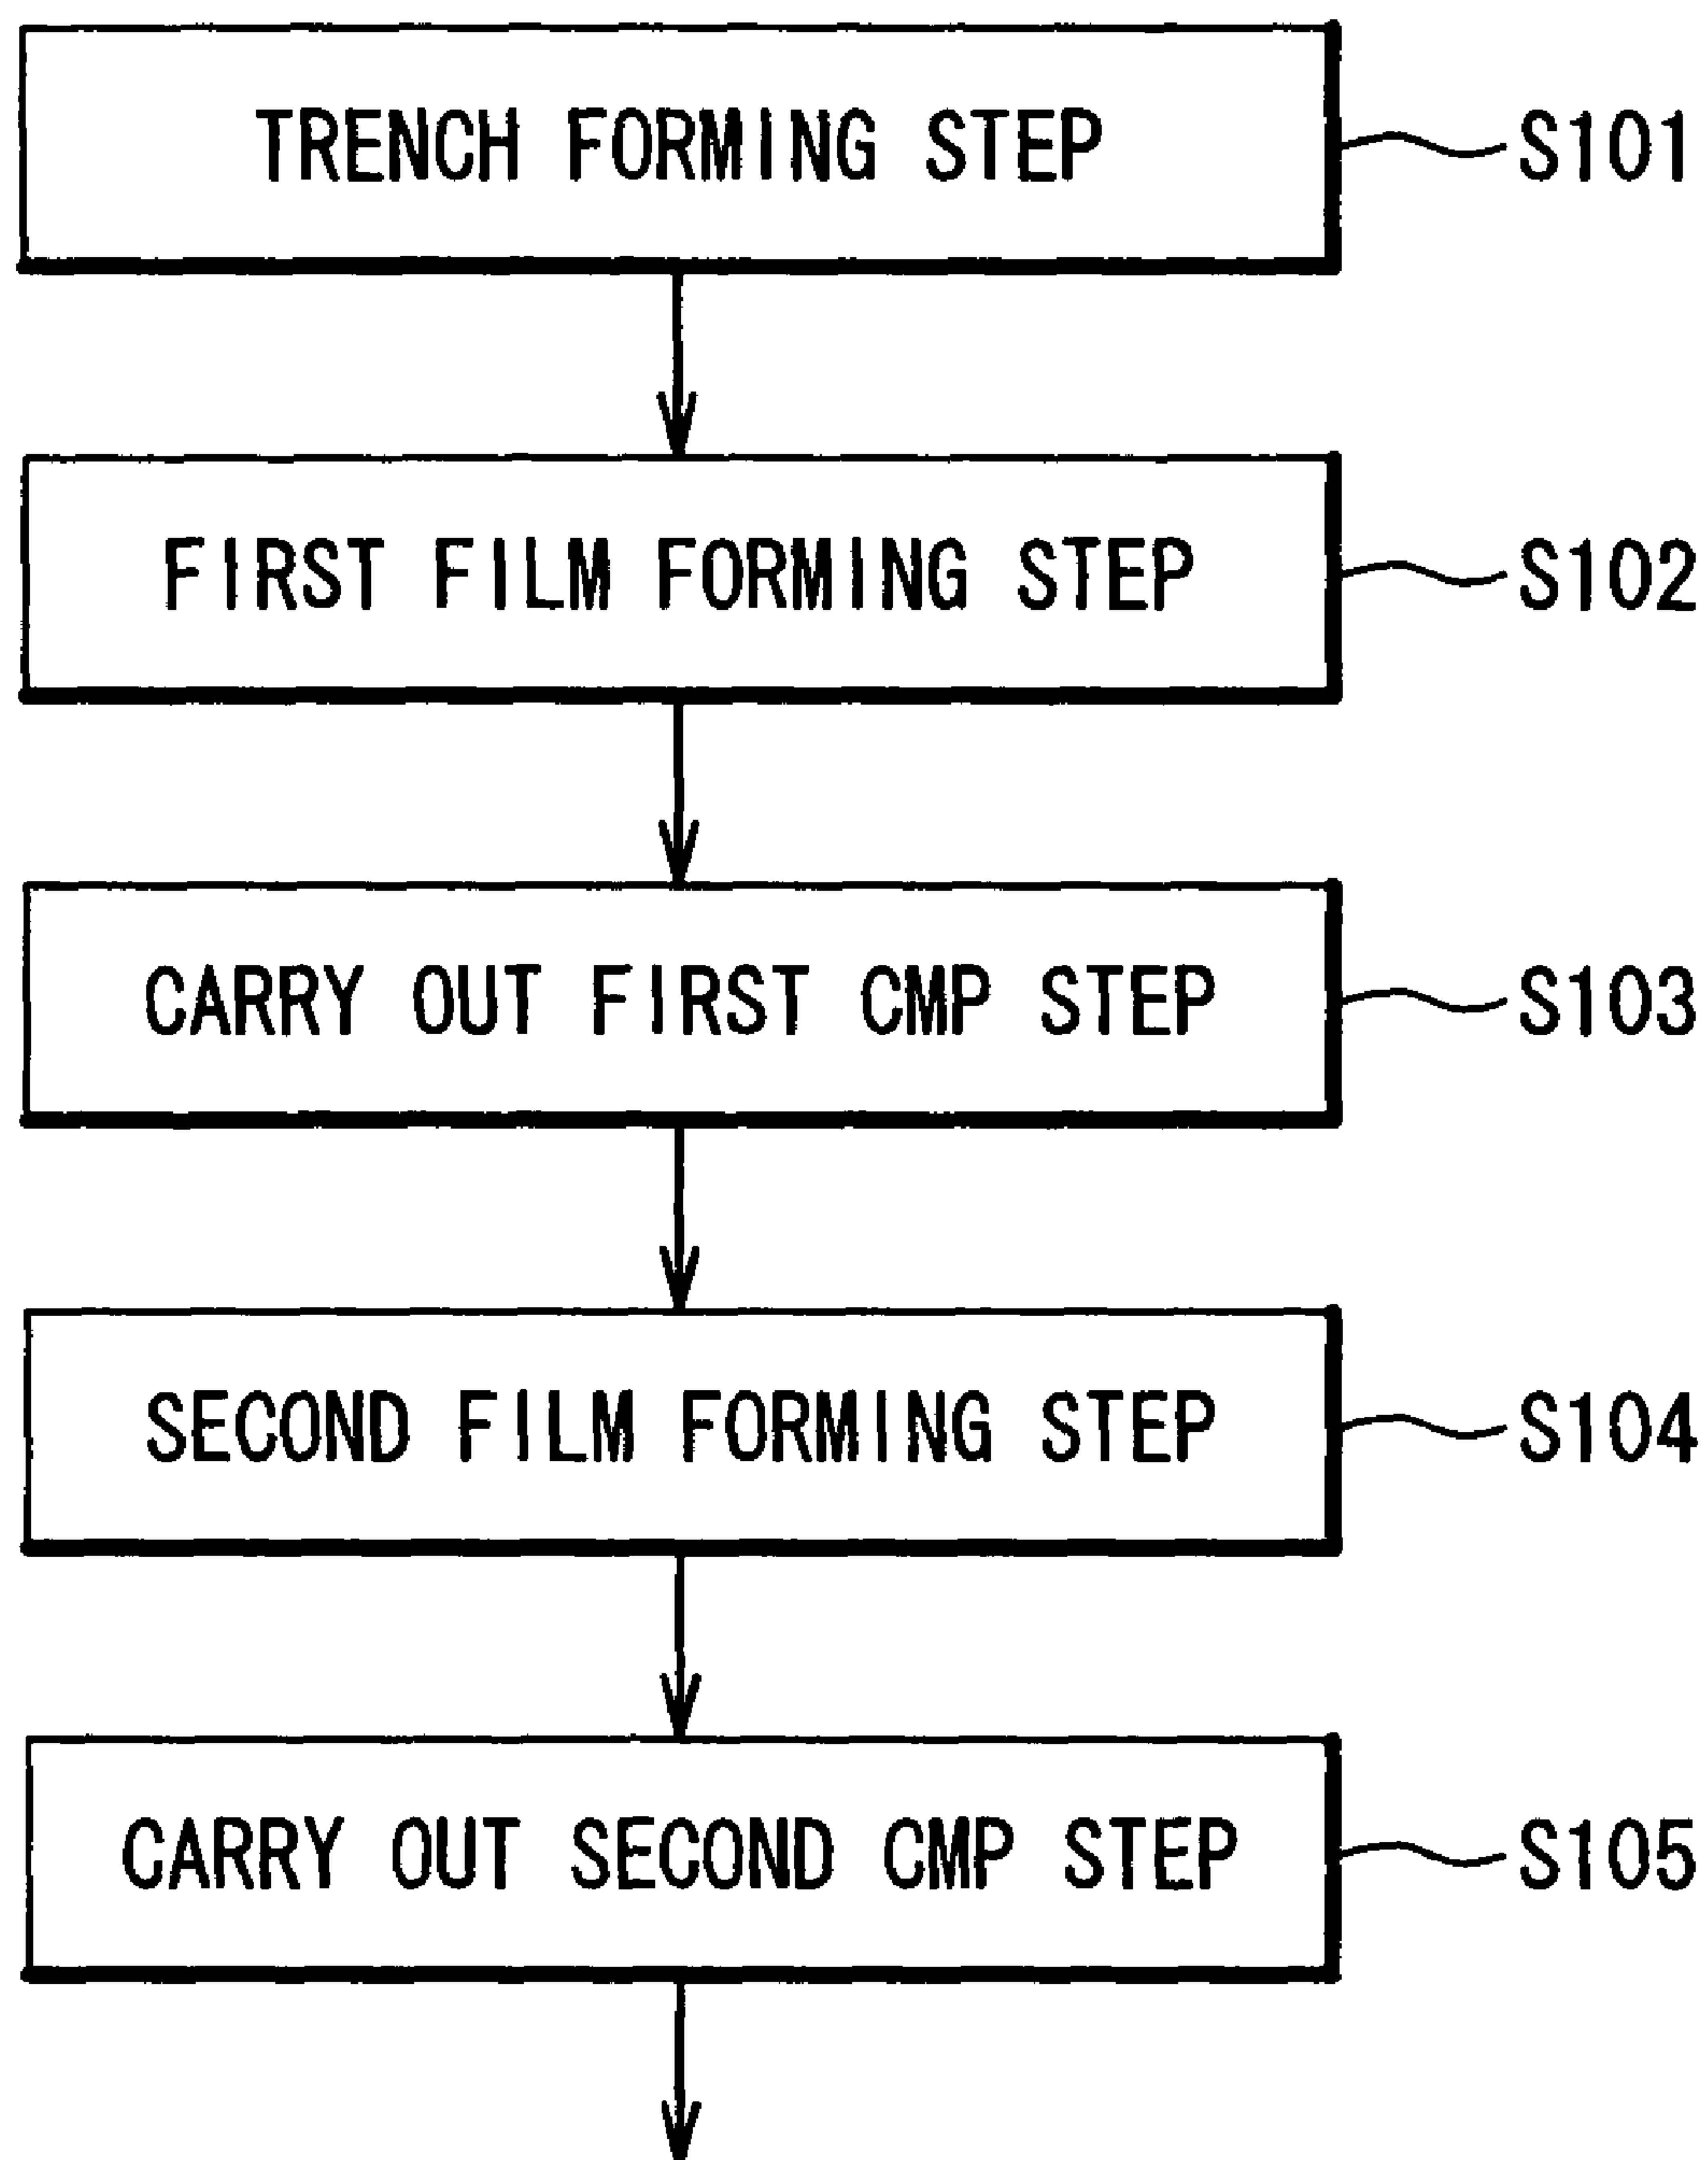 TRENCH FORMING STEP S101
FIRST FILM FORMING STEP S102
CARRY OUT FIRST CMP STEP S103
SECOND FILM FORMING STEP S104
CARRY OUT SECOND CMP STEP S105